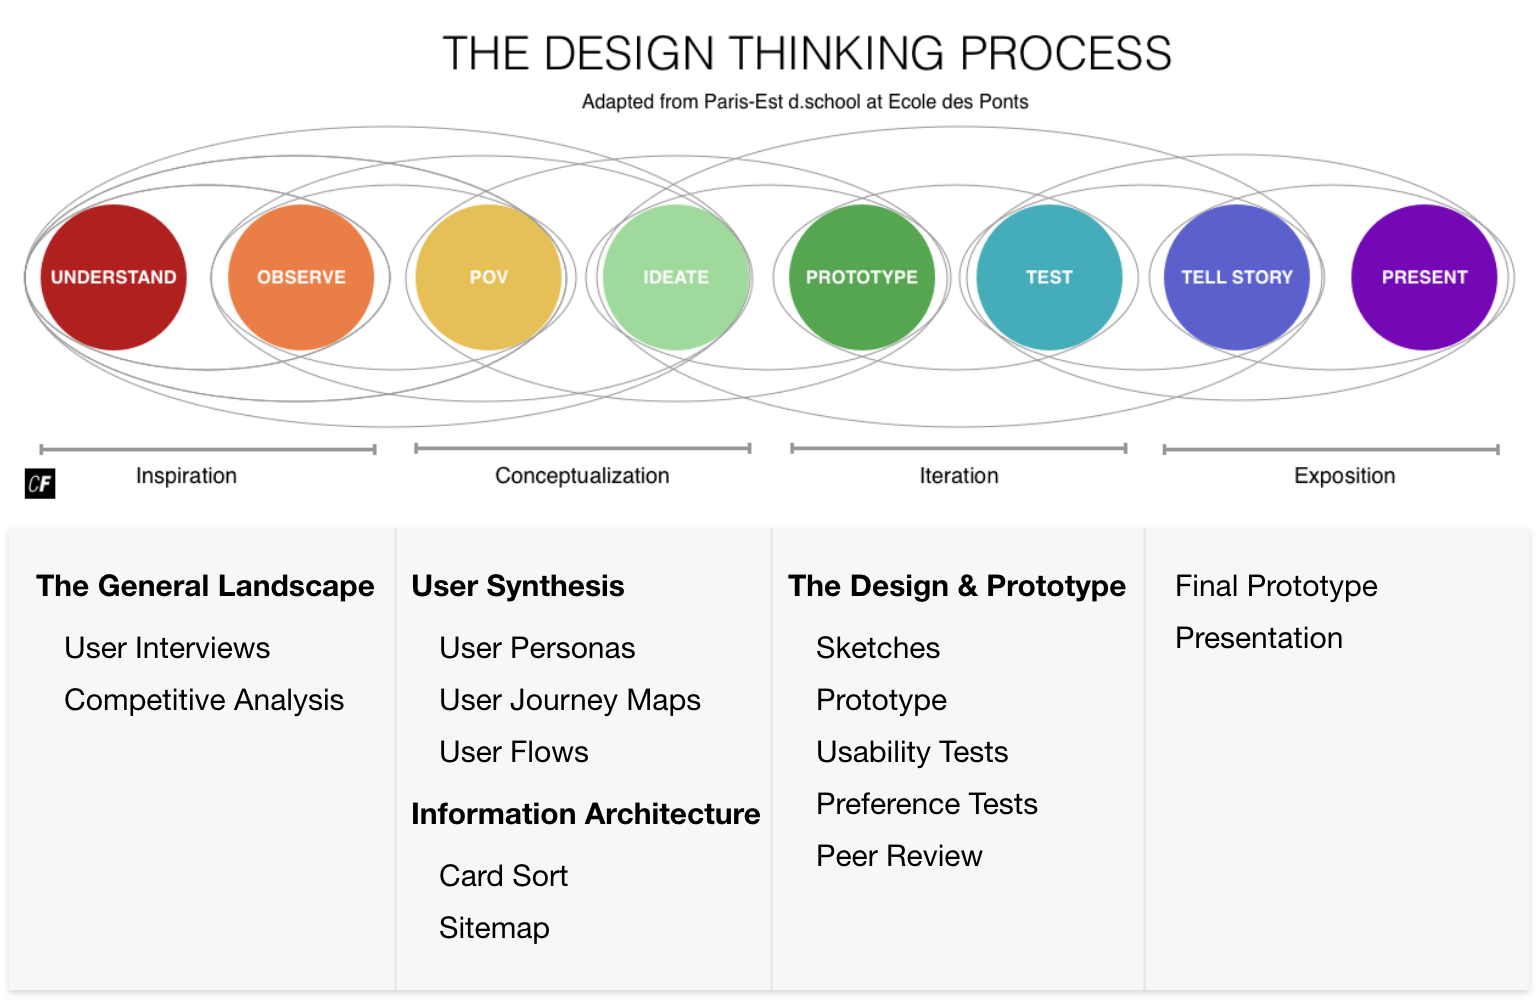 THE DESIGN THINKING PROCESS
Adapted from Paris-Est d.school at Ecole des Ponts
UNDERSTAND
OBSERVE
POV
IDEATE
PROTOTYPE
TEST
TELL STORY
PRESENT
Inspiration
Conceptualization
Iteration
Exposition
CF
The General Landscape
User Interviews
Competitive Analysis
User Synthesis
User Personas
User Journey Maps
User Flows
Information Architecture
Card Sort
Sitemap
The Design & Prototype
Sketches
Prototype
Usability Tests
Preference Tests
Peer Review
Final Prototype
Presentation